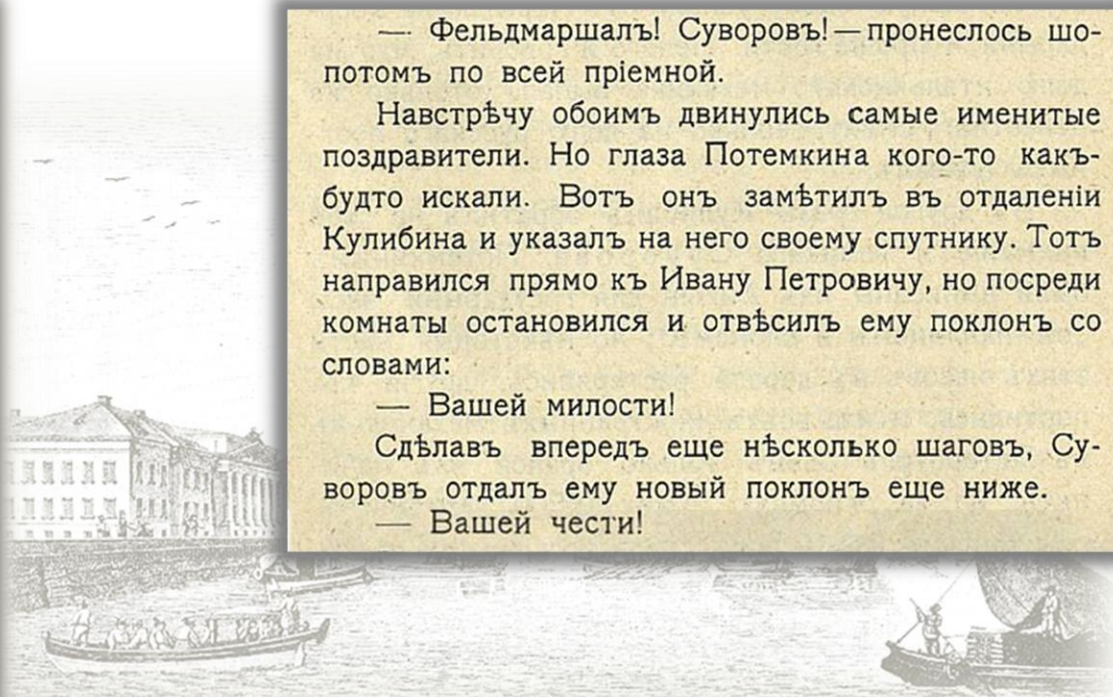 — Фельдмаршалъ! Суворовъ!—пронеслось шо-
потомъ по всей пріемной.
Навстрѣчу обоимъ двинулись самые именитые
поздравители. Но глаза Потемкина кого-то какъ-
будто искали. Вотъ онъ замѣтилъ въ отдаленіи
Кулибина и указалъ на него своему спутнику. Тотъ
направился прямо къ Ивану Петровичу, но посреди
комнаты остановился и отвѣсилъ ему поклонъ со
словами:
— Вашей милости!
Сдѣлавъ впередъ еще нѣсколько шаговъ, Су-
воровъ отдалъ ему новый поклонъ еще ниже.
— Вашей чести!